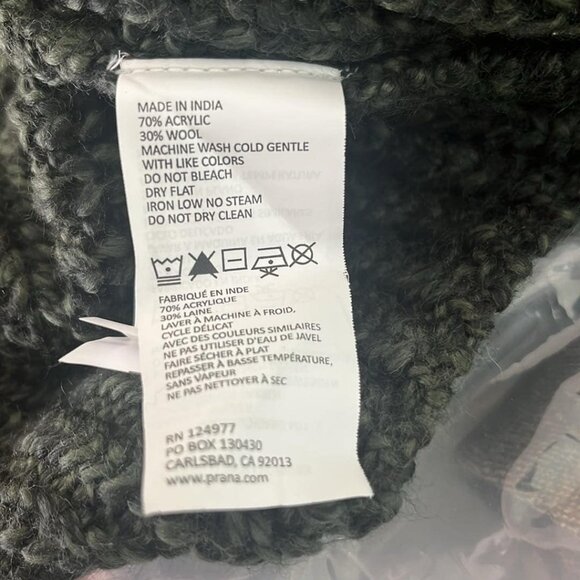 MADE IN INDIA
70% ACRYLIC
30% WOOL
MACHINE WASH COLD GENTLE
WITH LIKE COLORS
DO NOT BLEACH
DRY FLAT
IRON LOW NO STEAM
DO NOT DRY CLEAN
FABRIQUÉ EN INDE
70% ACRYLIQUE
30% LAINE
LAVER À MACHINE À FROID,
CYCLE DÉLICAT
AVEC DES COULEURS SIMILAIRES
NE PAS UTILISER D'EAU DE JAVEL
FAIRE SÉCHER À PLAT
REPASSER À BASSE TEMPÉRATURE,
SANS VAPEUR
NE PAS NETTOYER À SEC
RN 124977
PO BOX 130430
CARLSBAD, CA 92013
www.prana.com